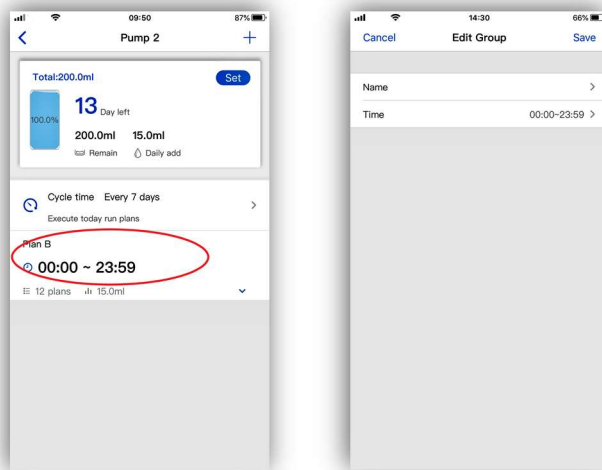 09:50 87%
Pump 2
Total:200.0ml Set
100.0%
13 Day left
200.0ml 15.0ml
Remain Daily add
Cycle time Every 7 days
Execute today run plans
Plan B
00:00 ~ 23:59
12 plans 15.0ml
14:30 66%
Cancel Edit Group Save
Name
Time 00:00~23:59